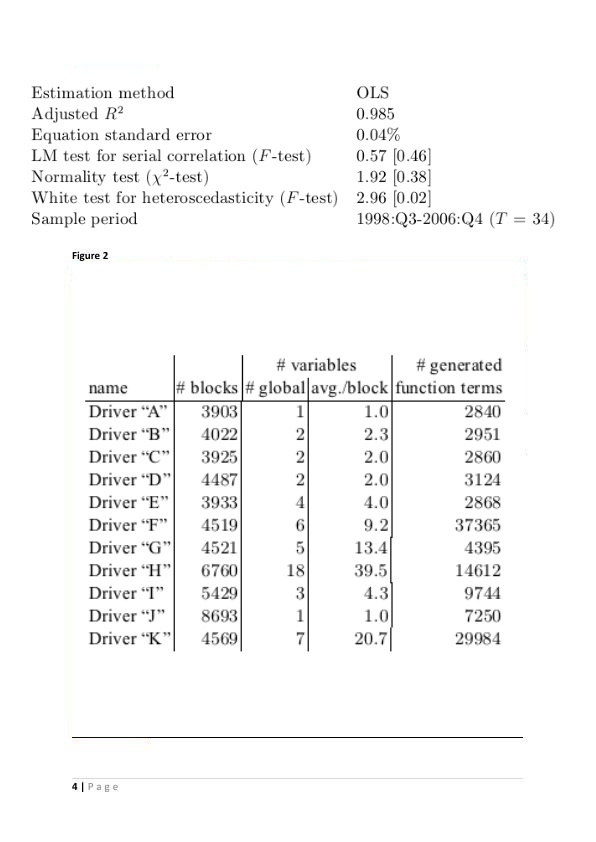 Estimation method OLS
Adjusted R² 0.985
Equation standard error 0.04%
LM test for serial correlation (F-test) 0.57 [0.46]
Normality test (χ²-test) 1.92 [0.38]
White test for heteroscedasticity (F-test) 2.96 [0.02]
Sample period 1998:Q3-2006:Q4 (T = 34)
Figure 2
# variables # generated
name # blocks # global avg./block function terms
Driver “A” 3903 1 1.0 2840
Driver “B” 4022 2 2.3 2951
Driver “C” 3925 2 2.0 2860
Driver “D” 4487 2 2.0 3124
Driver “E” 3933 4 4.0 2868
Driver “F” 4519 6 9.2 37365
Driver “G” 4521 5 13.4 4395
Driver “H” 6760 18 39.5 14612
Driver “I” 5429 3 4.3 9744
Driver “J” 8693 1 1.0 7250
Driver “K” 4569 7 20.7 29984
4 | Page